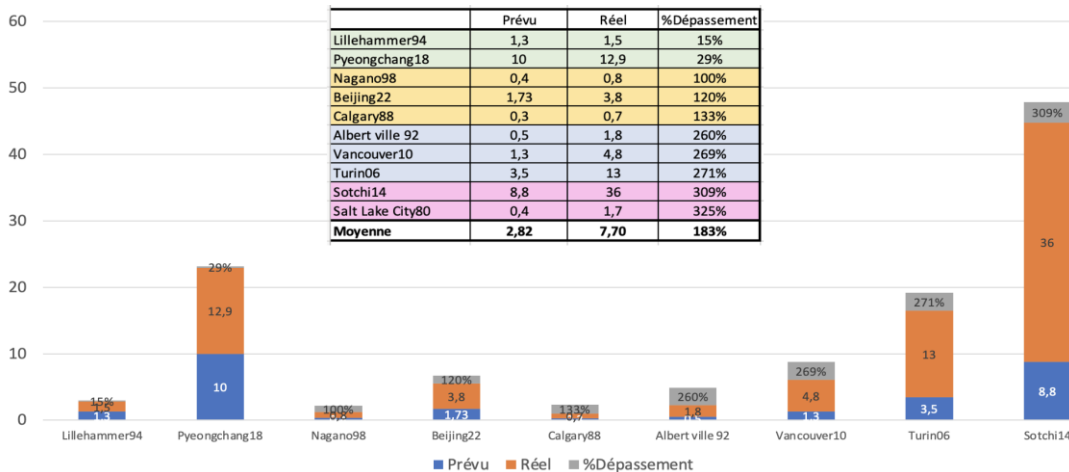 60
50
40
30
20
10
0
Prévu Réel %Dépassement
Lillehammer94 1,3 1,5 15%
Pyeongchang18 10 12,9 29%
Nagano98 0,4 0,8 100%
Beijing22 1,73 3,8 120%
Calgary88 0,3 0,7 133%
Albert ville 92 0,5 1,8 260%
Vancouver10 1,3 4,8 269%
Turin06 3,5 13 271%
Sotchi14 8,8 36 309%
Salt Lake City80 0,4 1,7 325%
Moyenne 2,82 7,70 183%
15%
1,5
1,3
29%
12,9
10
100%
0,8
120%
3,8
1,73
133%
0,7
260%
1,8
0,5
269%
4,8
1,3
271%
13
3,5
309%
36
8,8
Lillehammer94 Pyeongchang18 Nagano98 Beijing22 Calgary88 Albert ville 92 Vancouver10 Turin06 Sotchi14
Prévu Réel %Dépassement